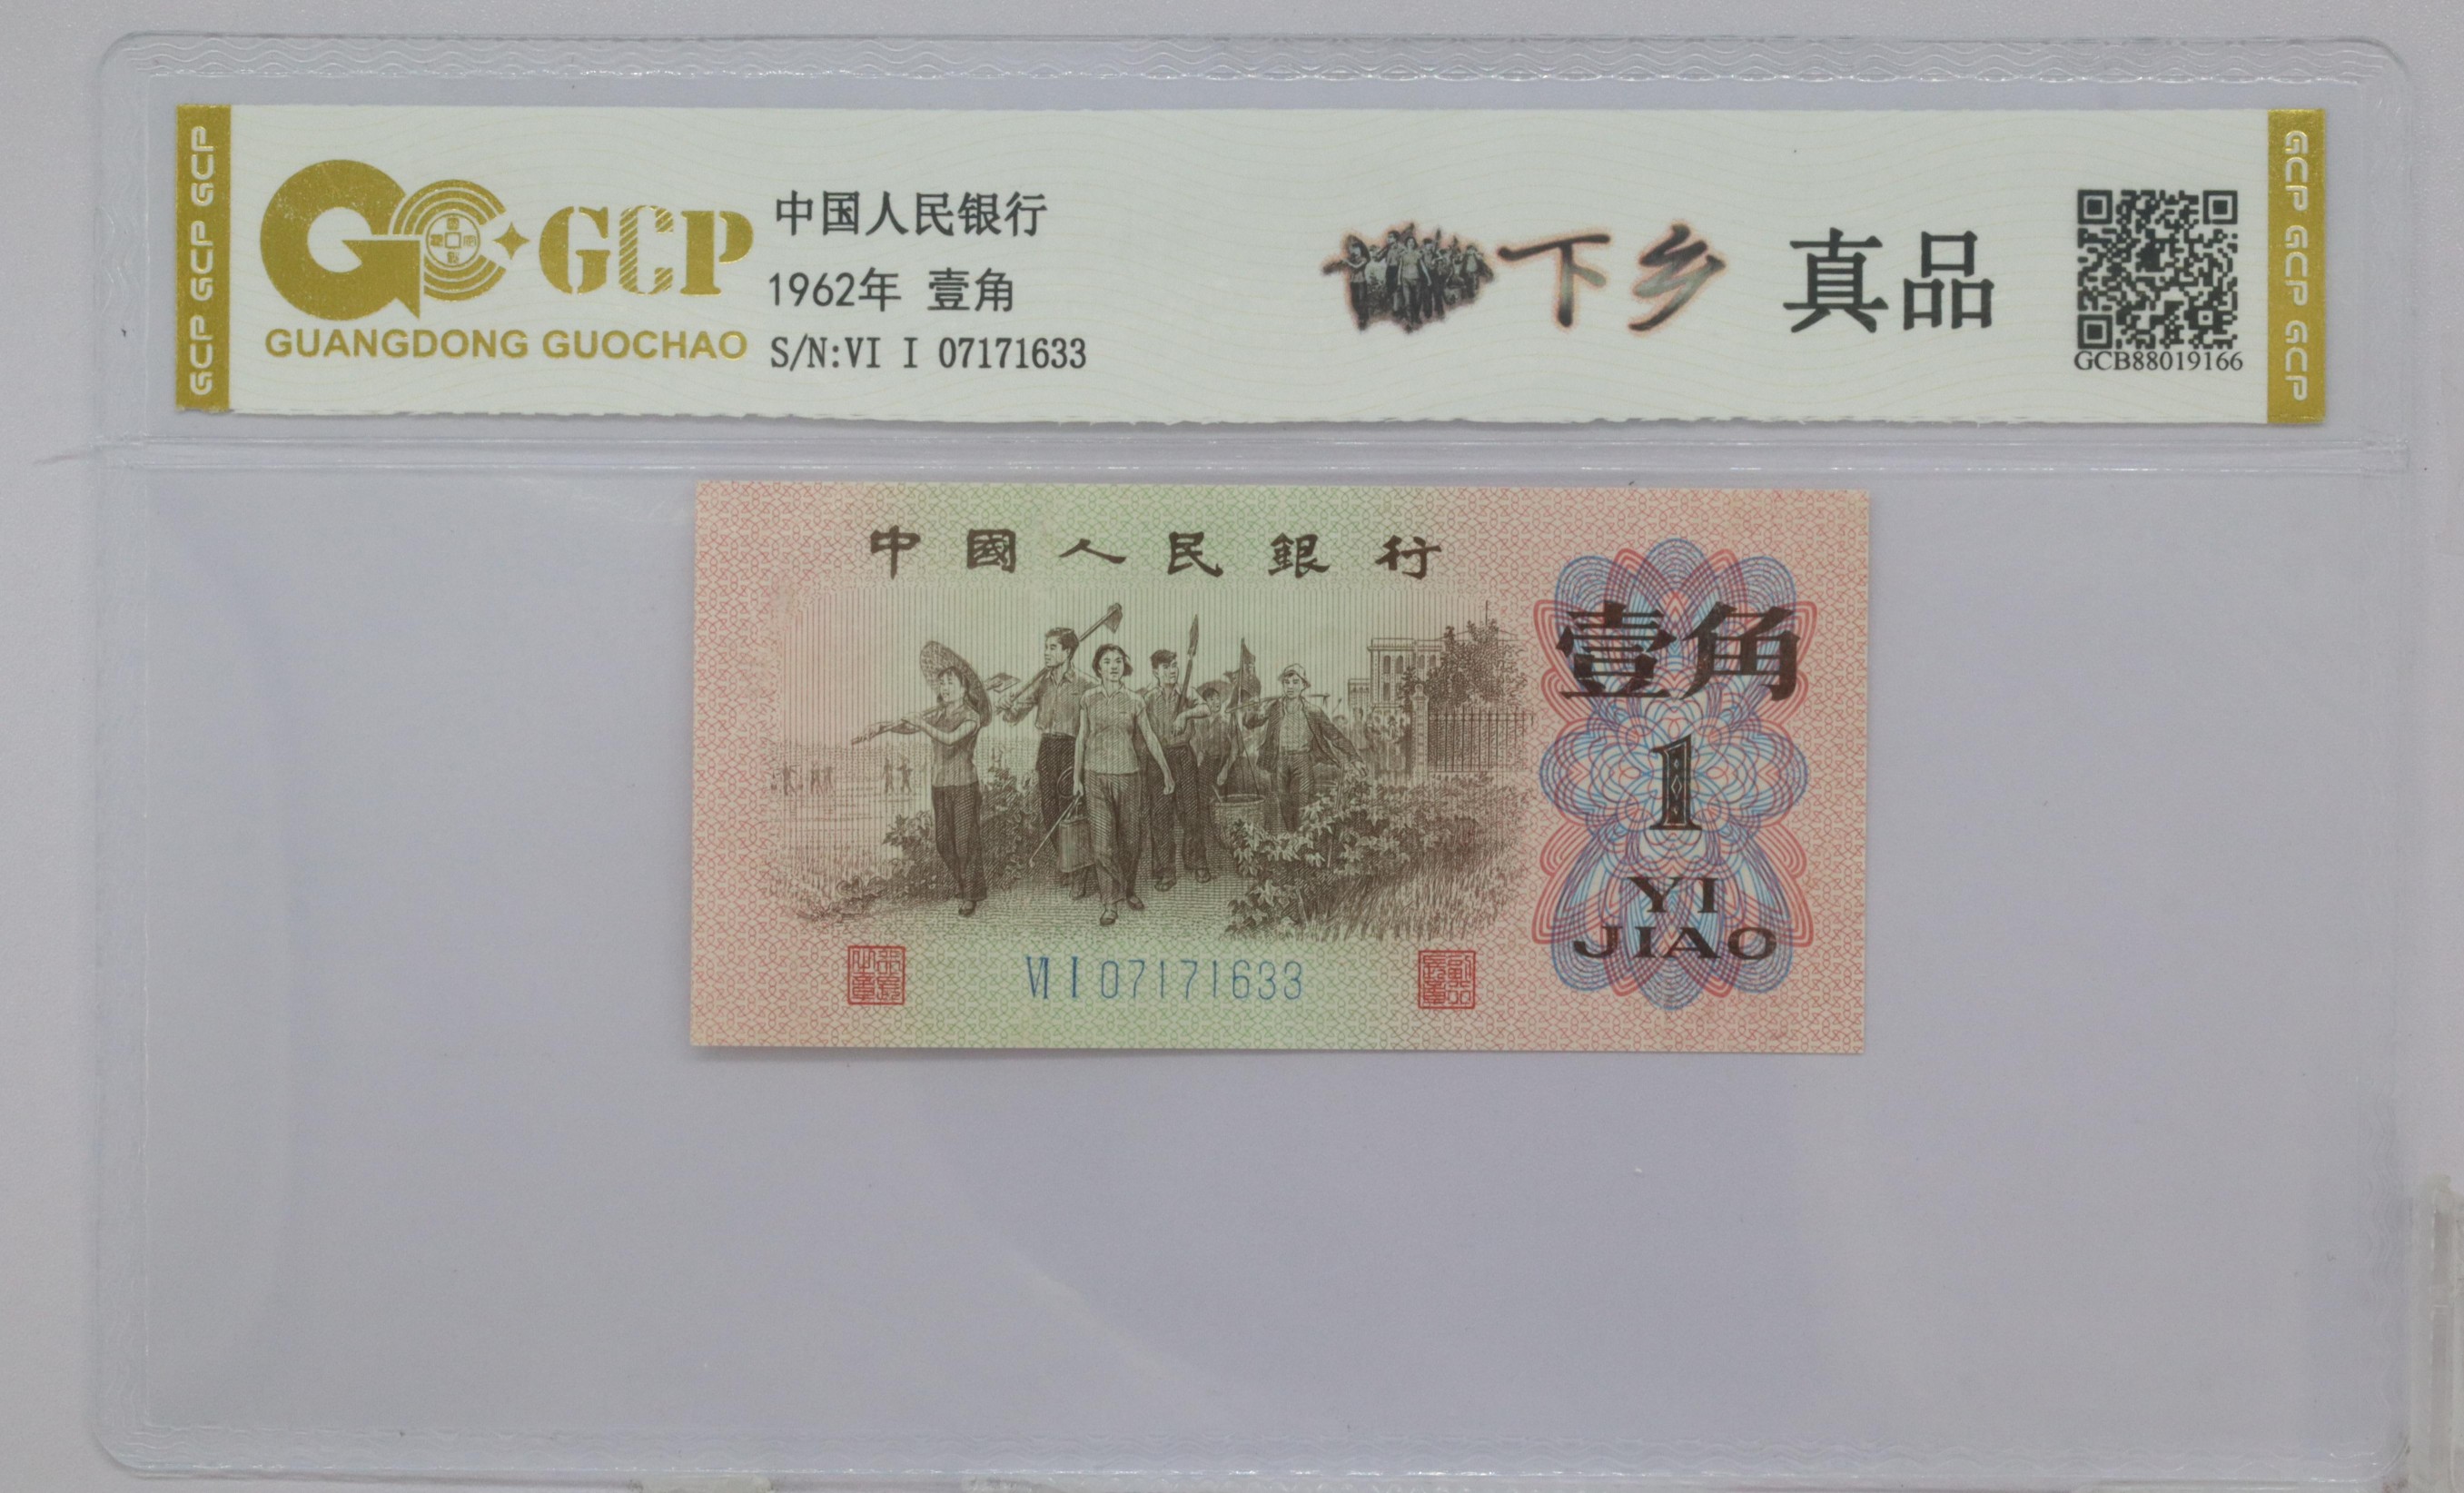 GCP GCP GCP
GCP
GUANGDONG GUOCHAO
中国人民银行
1962年 壹角
S/N:VI I 07171633
下乡 真品
GCB88019166
GCP GCP GCP
中國人民銀行
壹角
1
YI
JIAO
VI I 07171633